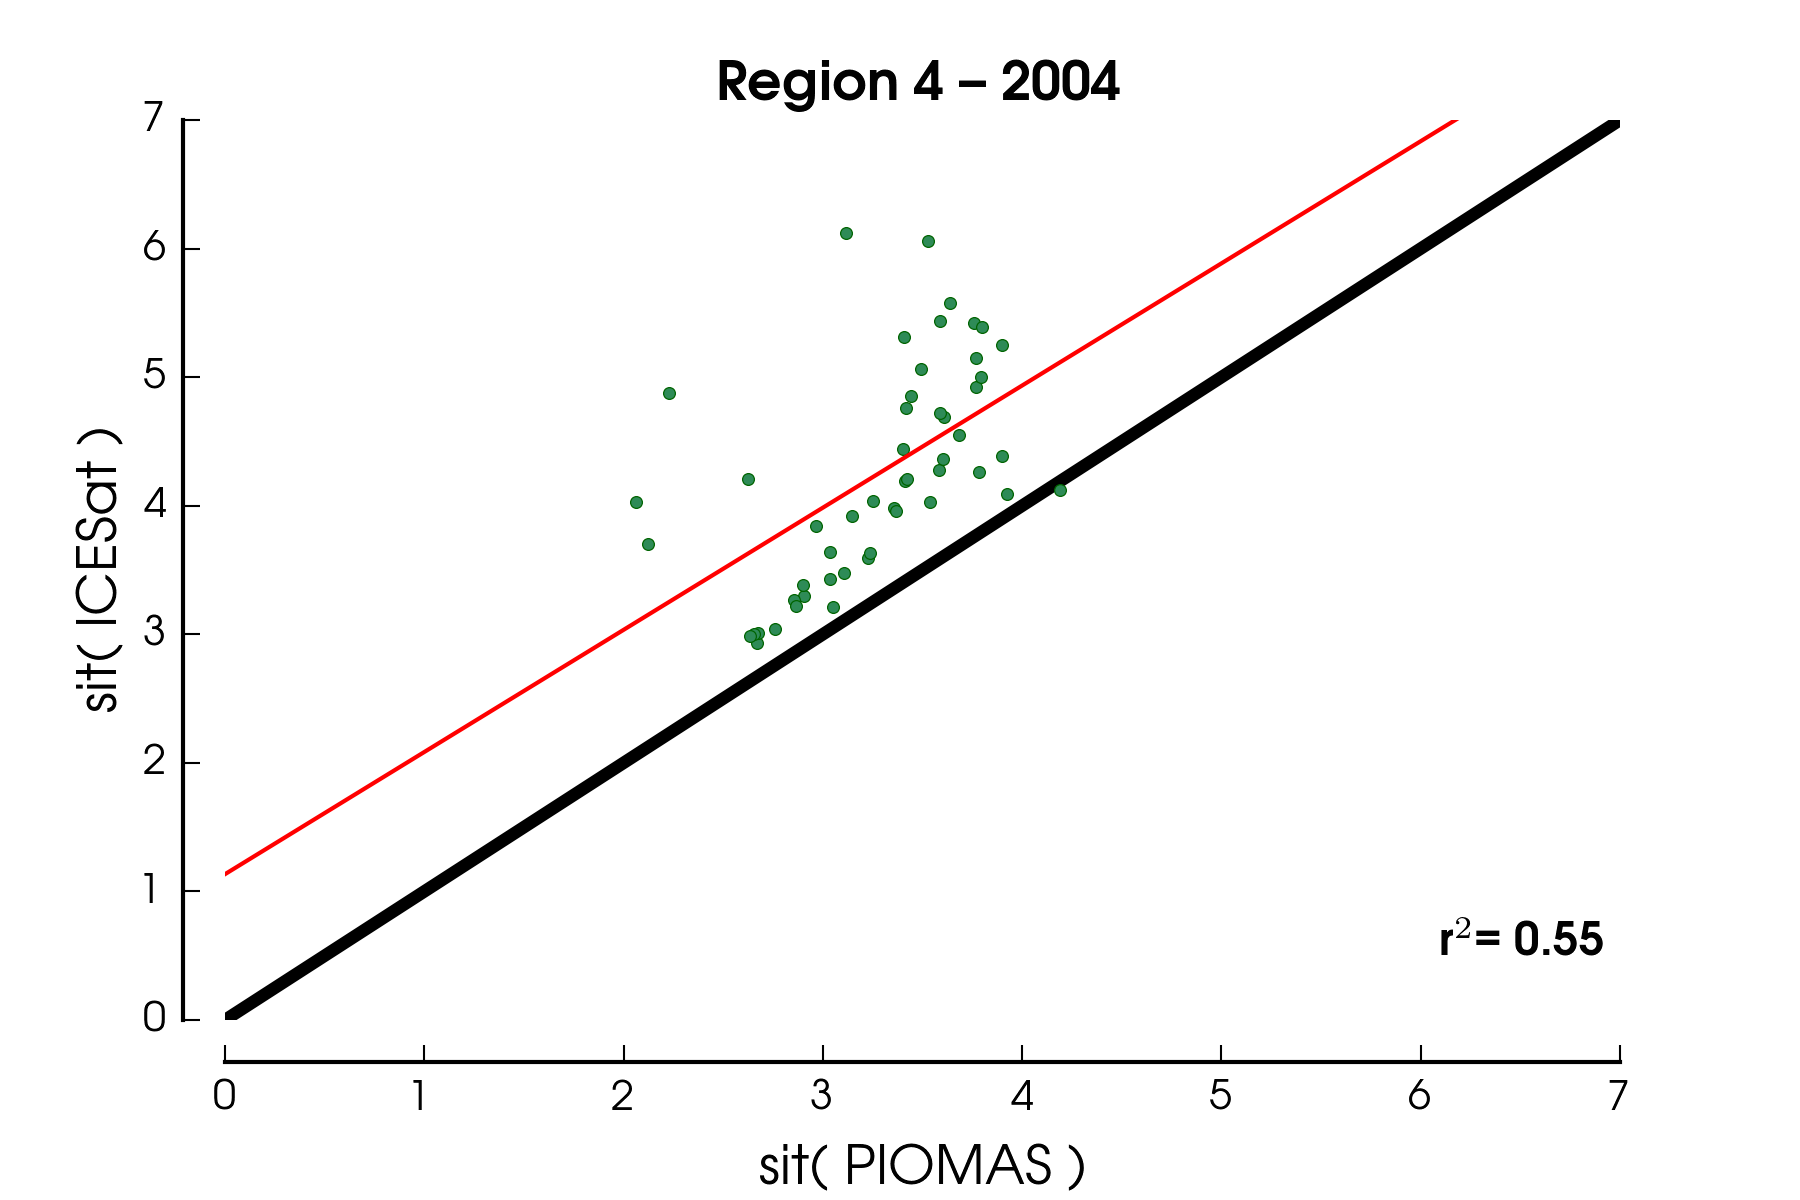 Region 4 – 2004
7
6
5
4
3
2
1
0
sit( ICESat )
r²= 0.55
0 1 2 3 4 5 6 7
sit( PIOMAS )